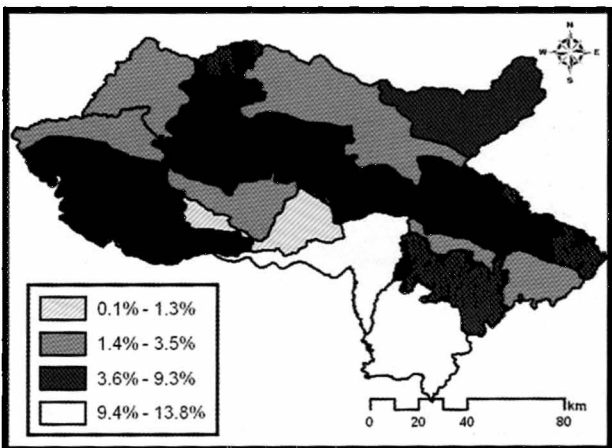 N
W E
S
0.1% - 1.3%
1.4% - 3.5%
3.6% - 9.3%
9.4% - 13.8%
km
0 20 40 80